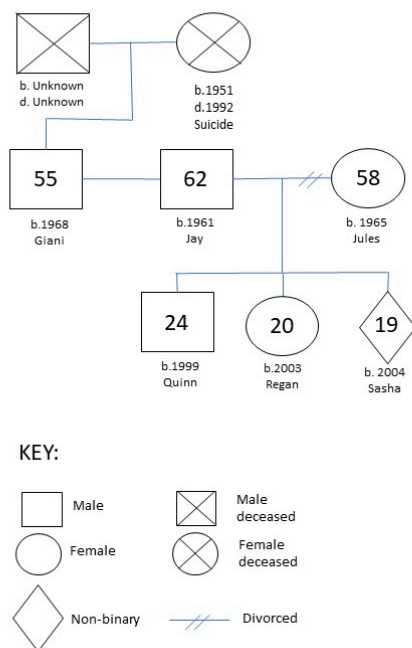 b. Unknown
d. Unknown
b.1951
d.1992
Suicide
55
62
58
b.1968
Giani
b.1961
Jay
b. 1965
Jules
24
20
19
b.1999
Quinn
b.2003
Regan
b. 2004
Sasha
KEY:
Male
Male
deceased
Female
Female
deceased
Non-binary
Divorced